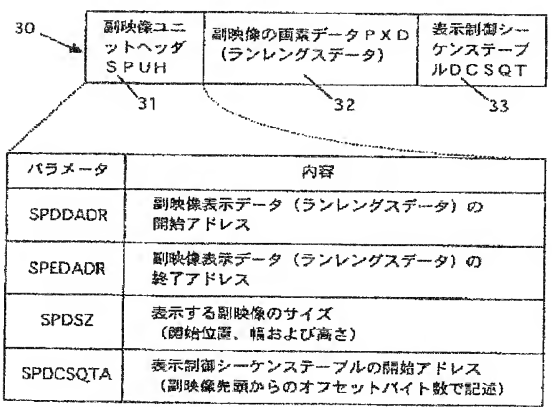 30
副映像ユニ
ットヘッダ
SPUH
副映像の画素データPXD
(ランレングスデータ)
表示制御シー
ケンステーブ
ルDCSQT
31
32
33
パラメータ
内容
SPDDADR
副映像表示データ(ランレングスデータ)の
開始アドレス
SPEDADR
副映像表示データ(ランレングスデータ)の
終了アドレス
SPDSZ
表示する副映像のサイズ
(開始位置、幅および高さ)
SPDCSQTA
表示制御シーケンステーブルの開始アドレス
(副映像先頭からのオフセットバイト数で記述)